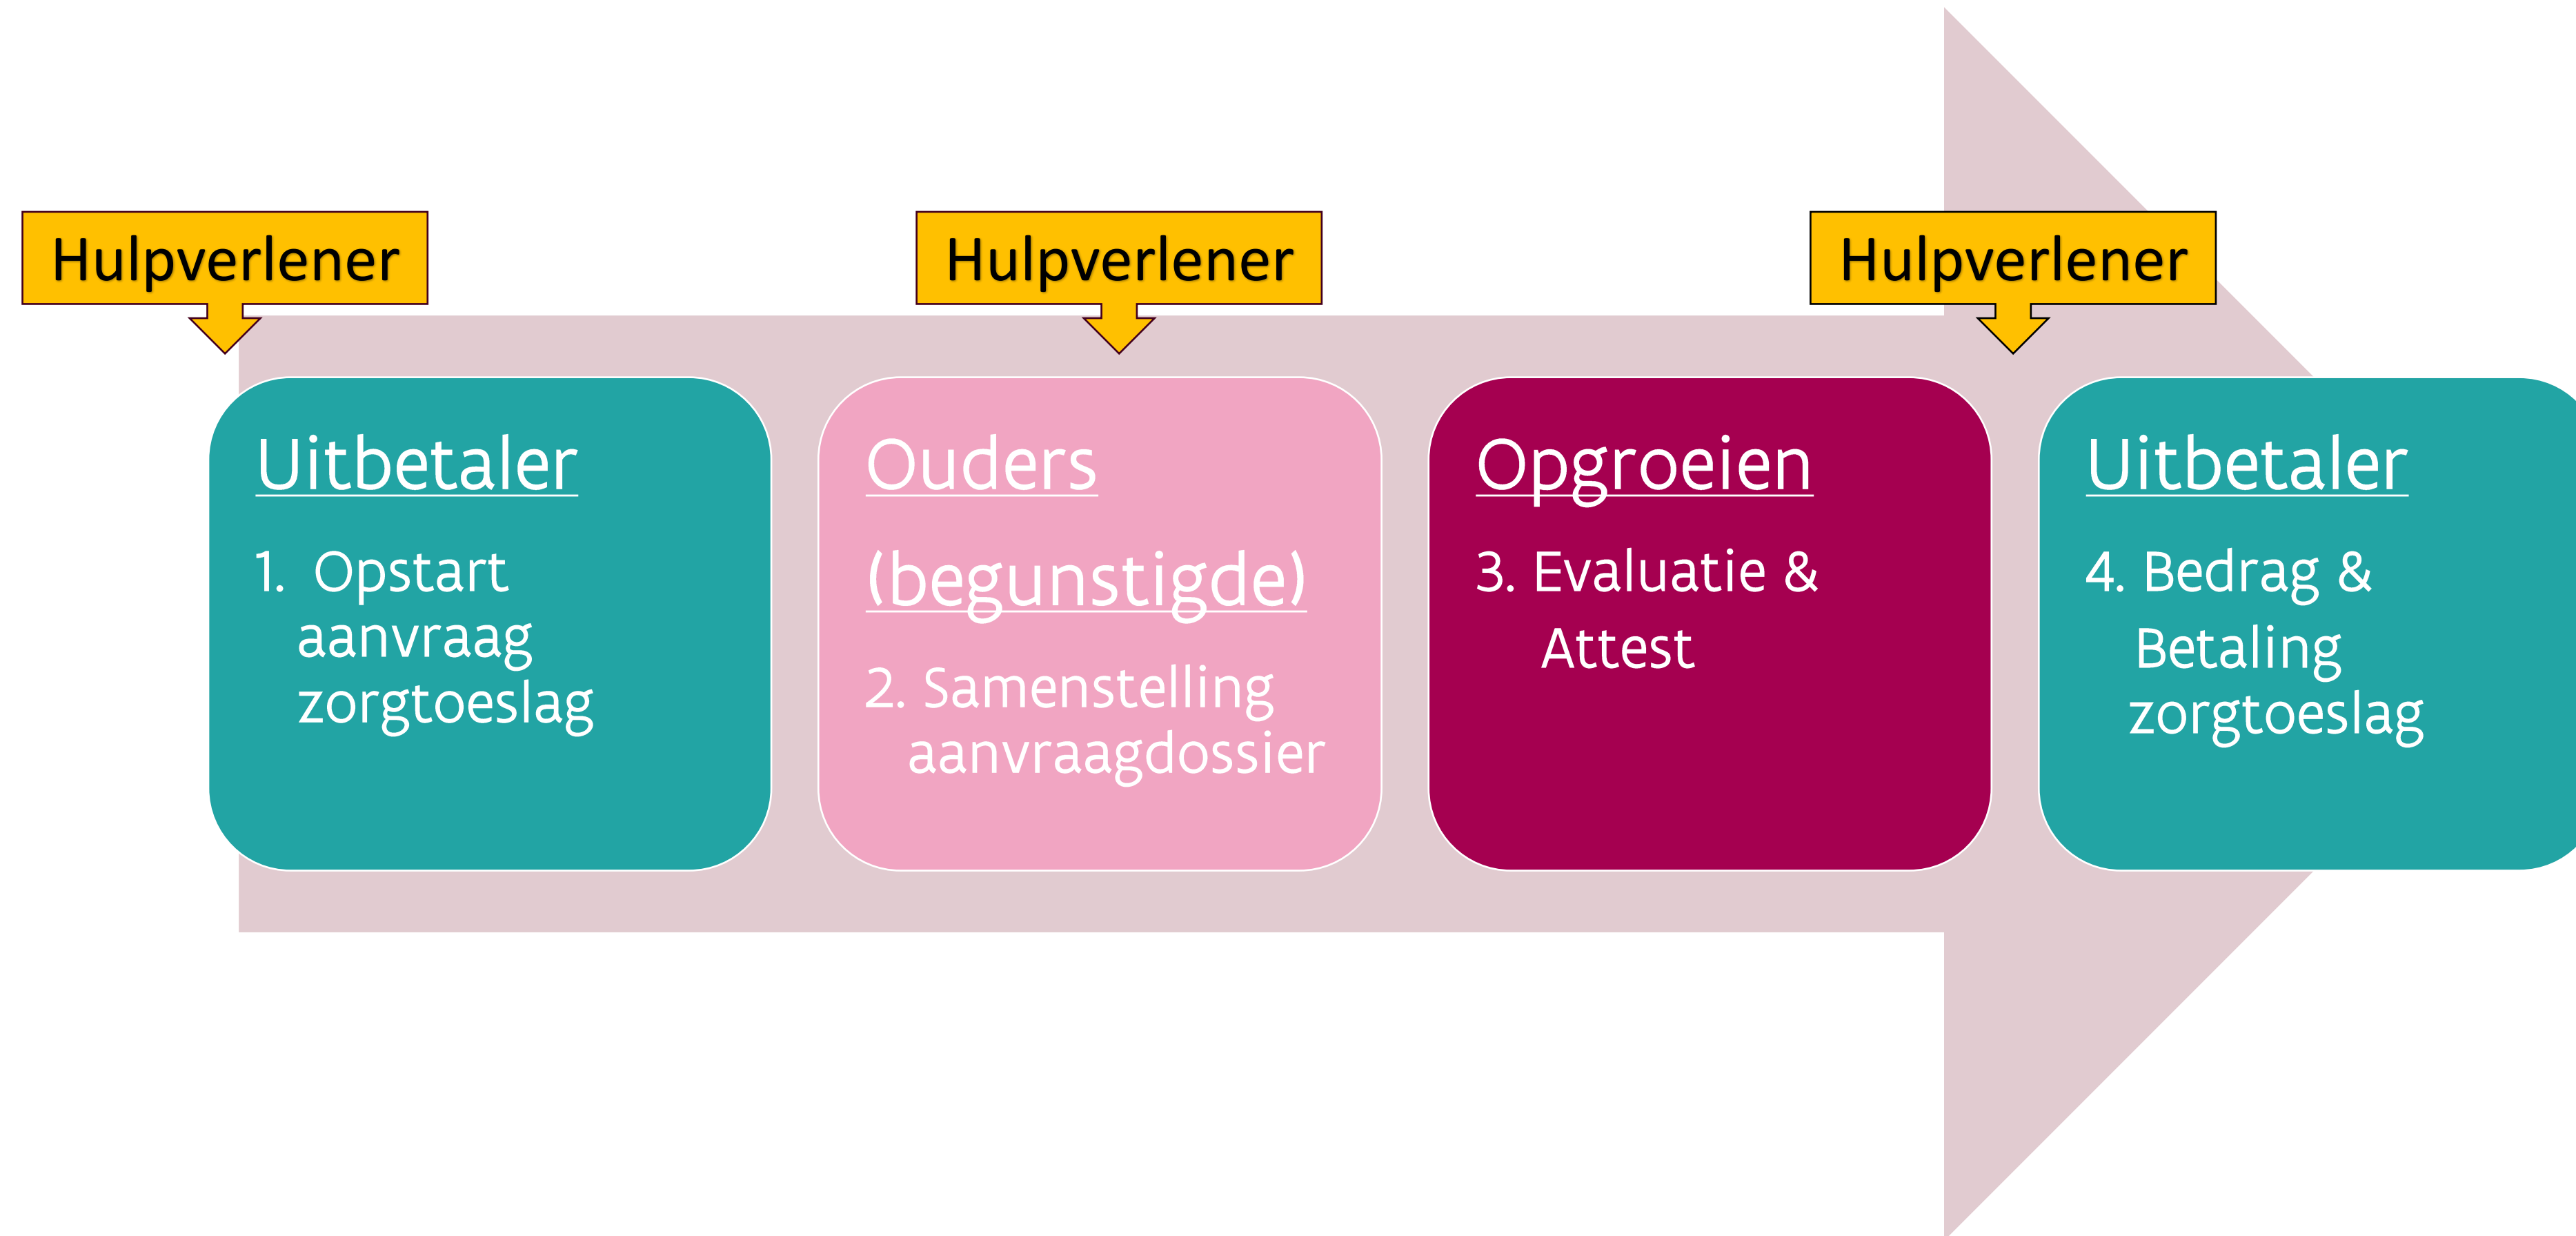 Hulpverlener
Hulpverlener
Hulpverlener
Uitbetaler
1. Opstart
aanvraag
zorgtoeslag
Ouders
(begunstigde)
2. Samenstelling
aanvraagdossier
Opgroeien
3. Evaluatie &
Attest
Uitbetaler
4. Bedrag &
Betaling
zorgtoeslag